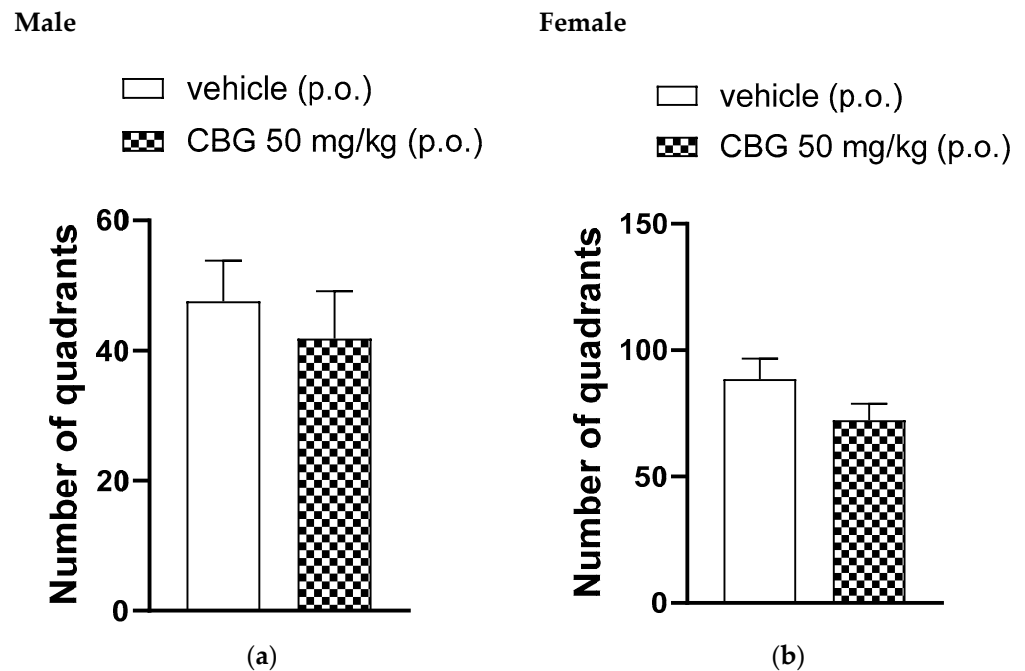 Male
vehicle (p.o.)
CBG 50 mg/kg (p.o.)
Number of quadrants
60
40
20
0
(a)
Female
vehicle (p.o.)
CBG 50 mg/kg (p.o.)
Number of quadrants
150
100
50
0
(b)